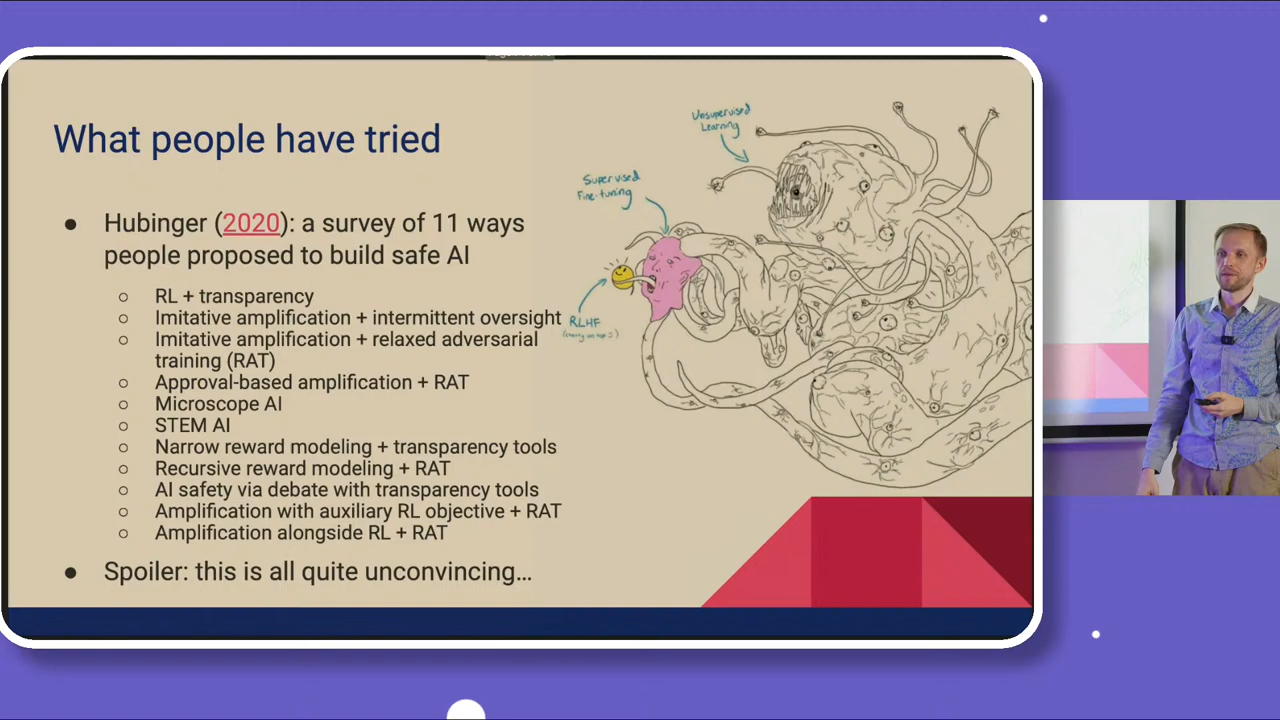 What people have tried
● Hubinger (2020): a survey of 11 ways
people proposed to build safe AI
○ RL + transparency
○ Imitative amplification + intermittent oversight
○ Imitative amplification + relaxed adversarial
training (RAT)
○ Approval-based amplification + RAT
○ Microscope AI
○ STEM AI
○ Narrow reward modeling + transparency tools
○ Recursive reward modeling + RAT
○ AI safety via debate with transparency tools
○ Amplification with auxiliary RL objective + RAT
○ Amplification alongside RL + RAT
● Spoiler: this is all quite unconvincing...
Unsupervised
Learning
Supervised
Fine-tuning
RLHF
(cherry on top :)